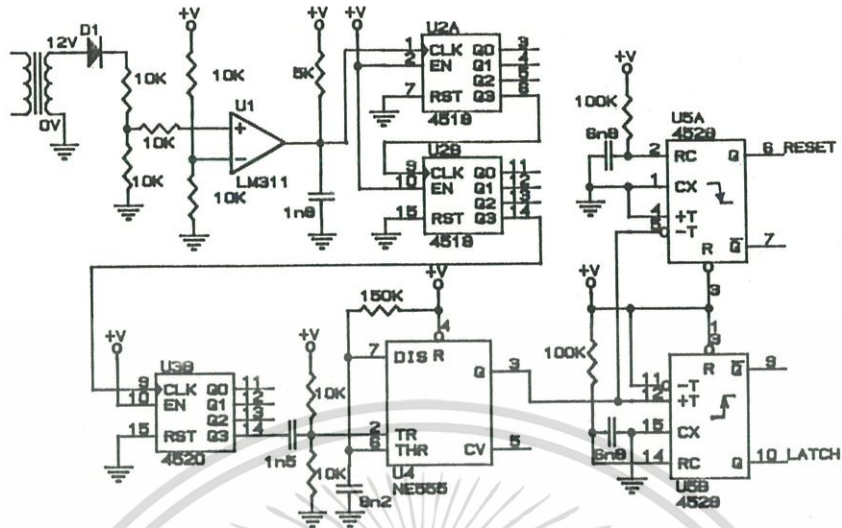 12V
D1
0V
10K
10K
10K
+V
10K
10K
U1
+
−
LM311
+V
5K
1n8
+V
U2A
1 CLK Q0
2 EN Q1
Q2
7 RST Q3 6
4518
U2B
9 CLK Q0 11
10 EN Q1 12
Q2 13
15 RST Q3 14
4518
+V
U3B
9 CLK Q0 11
10 EN Q1 12
Q2 13
15 RST Q3 14
4520
1n5
+V
10K
10K
150K
+V
4
7 DIS R
Q 3
2 TR
6 THR
CV 5
U4
NE555
8n2
+V
100K
6n8
U5A
4528
2 RC Q 6 RESET
1 CX
4 +T
5 -T
R Q 7
3
+V
100K
6n8
1
3
R Q 9
11 -T
12 +T
15 CX
14 RC Q 10 LATCH
U5B
4528